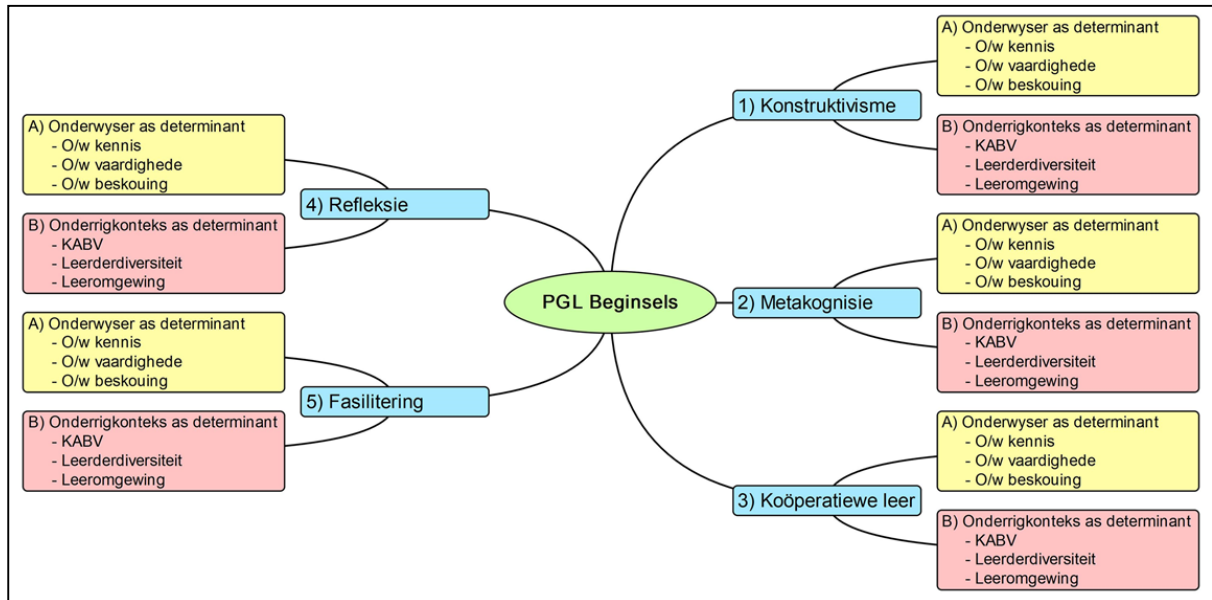 PGL Beginsels
1) Konstruktivisme
A) Onderwyser as determinant
- O/w kennis
- O/w vaardighede
- O/w beskouing
B) Onderrigkonteks as determinant
- KABV
- Leerderdiversiteit
- Leeromgewing
2) Metakognisie
A) Onderwyser as determinant
- O/w kennis
- O/w vaardighede
- O/w beskouing
B) Onderrigkonteks as determinant
- KABV
- Leerderdiversiteit
- Leeromgewing
3) Koöperatiewe leer
A) Onderwyser as determinant
- O/w kennis
- O/w vaardighede
- O/w beskouing
B) Onderrigkonteks as determinant
- KABV
- Leerderdiversiteit
- Leeromgewing
4) Refleksie
A) Onderwyser as determinant
- O/w kennis
- O/w vaardighede
- O/w beskouing
B) Onderrigkonteks as determinant
- KABV
- Leerderdiversiteit
- Leeromgewing
5) Fasilitering
A) Onderwyser as determinant
- O/w kennis
- O/w vaardighede
- O/w beskouing
B) Onderrigkonteks as determinant
- KABV
- Leerderdiversiteit
- Leeromgewing